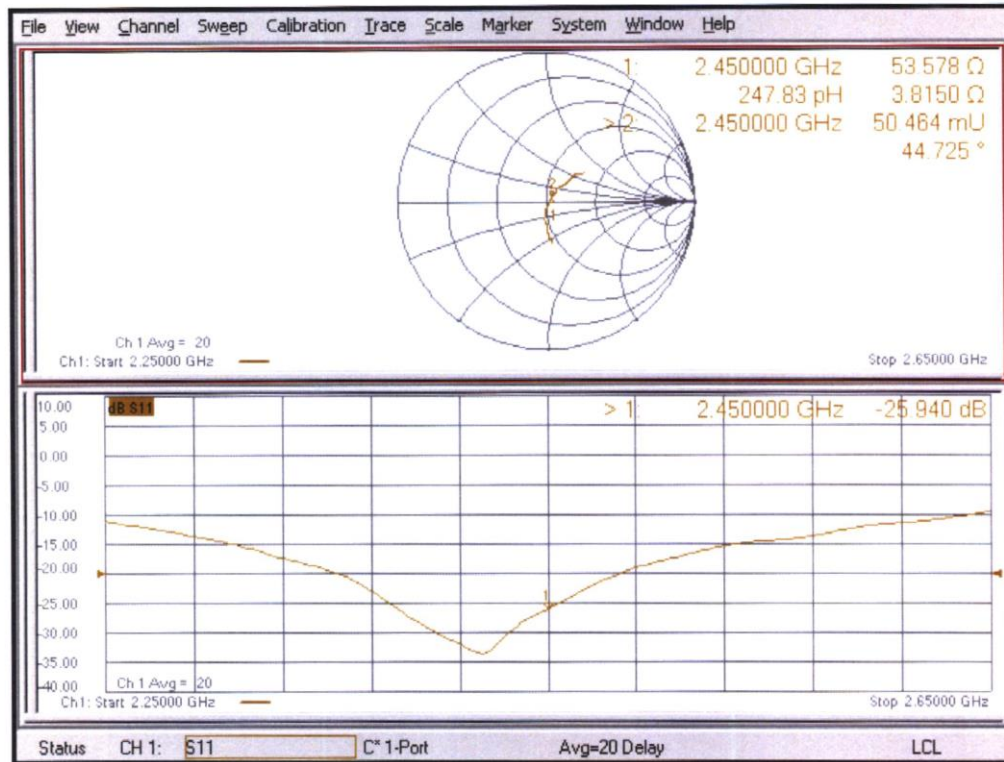 File View Channel Sweep Calibration Trace Scale Marker System Window Help
1: 2.450000 GHz 53.578 Ω
247.83 pH 3.8150 Ω
> 2: 2.450000 GHz 50.464 mU
44.725 °
2
1
Ch 1 Avg = 20
Ch1: Start 2.25000 GHz
Stop 2.65000 GHz
10.00
dB S11
> 1: 2.450000 GHz -25.940 dB
5.00
0.00
-5.00
-10.00
-15.00
-20.00
-25.00
1
-30.00
-35.00
-40.00
Ch 1 Avg = 20
Ch1: Start 2.25000 GHz
Stop 2.65000 GHz
Status CH 1: S11 C* 1-Port Avg=20 Delay LCL